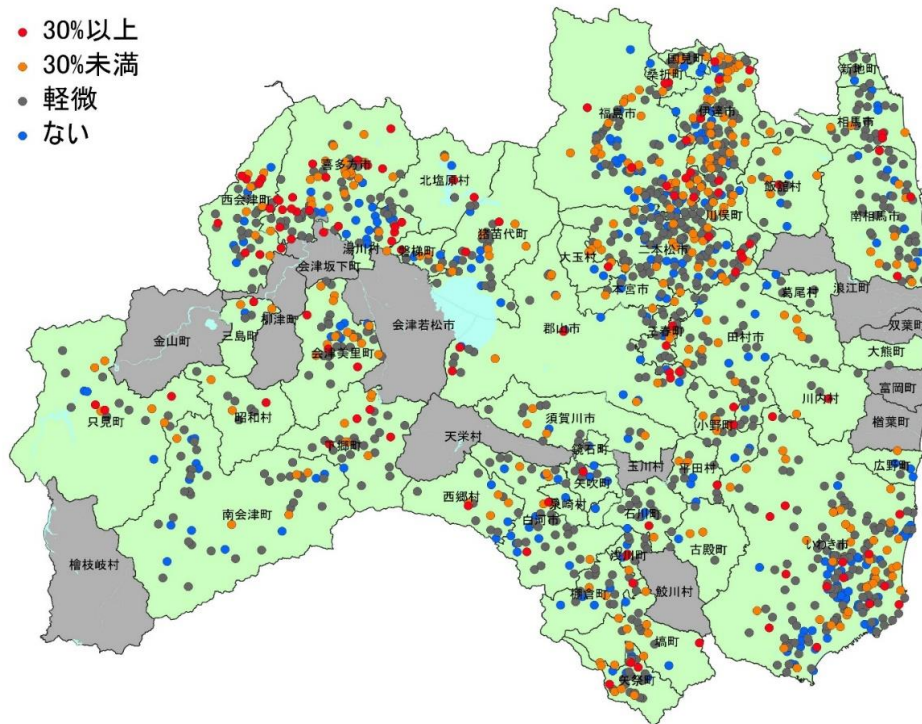 30%以上
30%未満
軽微
ない
国見町
桑折町
新地町
福島市
伊達市
相馬市
喜多方市
北塩原村
西会津町
飯舘村
川俣町
南相馬市
猪苗代町
湯川村
磐梯町
二本松市
大玉村
会津坂下町
本宮市
葛尾村
浪江町
会津若松市
双葉町
郡山市
三春町
田村市
三島町
柳津町
金山町
会津美里町
大熊町
富岡町
川内村
昭和村
只見町
小野町
楢葉町
須賀川市
下郷町
天栄村
鏡石町
玉川村
平田村
広野町
矢吹町
西郷村
泉崎村
南会津町
白河市
石川町
いわき市
古殿町
浅川町
檜枝岐村
棚倉町
鮫川村
塙町
矢祭町